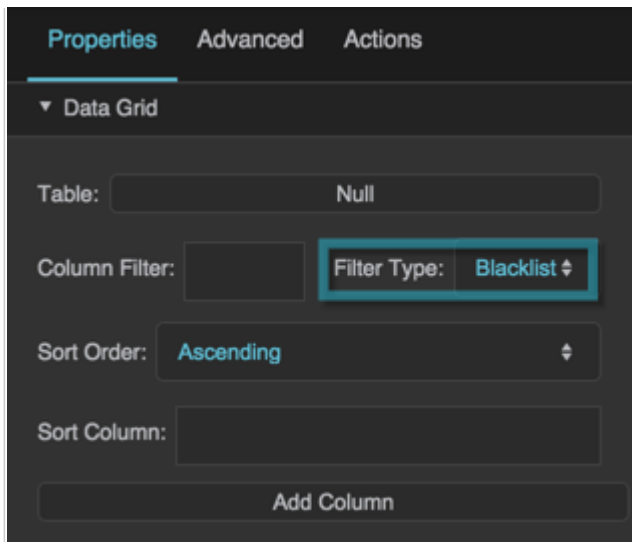 Properties Advanced Actions
Data Grid
Table: Null
Column Filter: Filter Type: Blacklist
Sort Order: Ascending
Sort Column:
Add Column